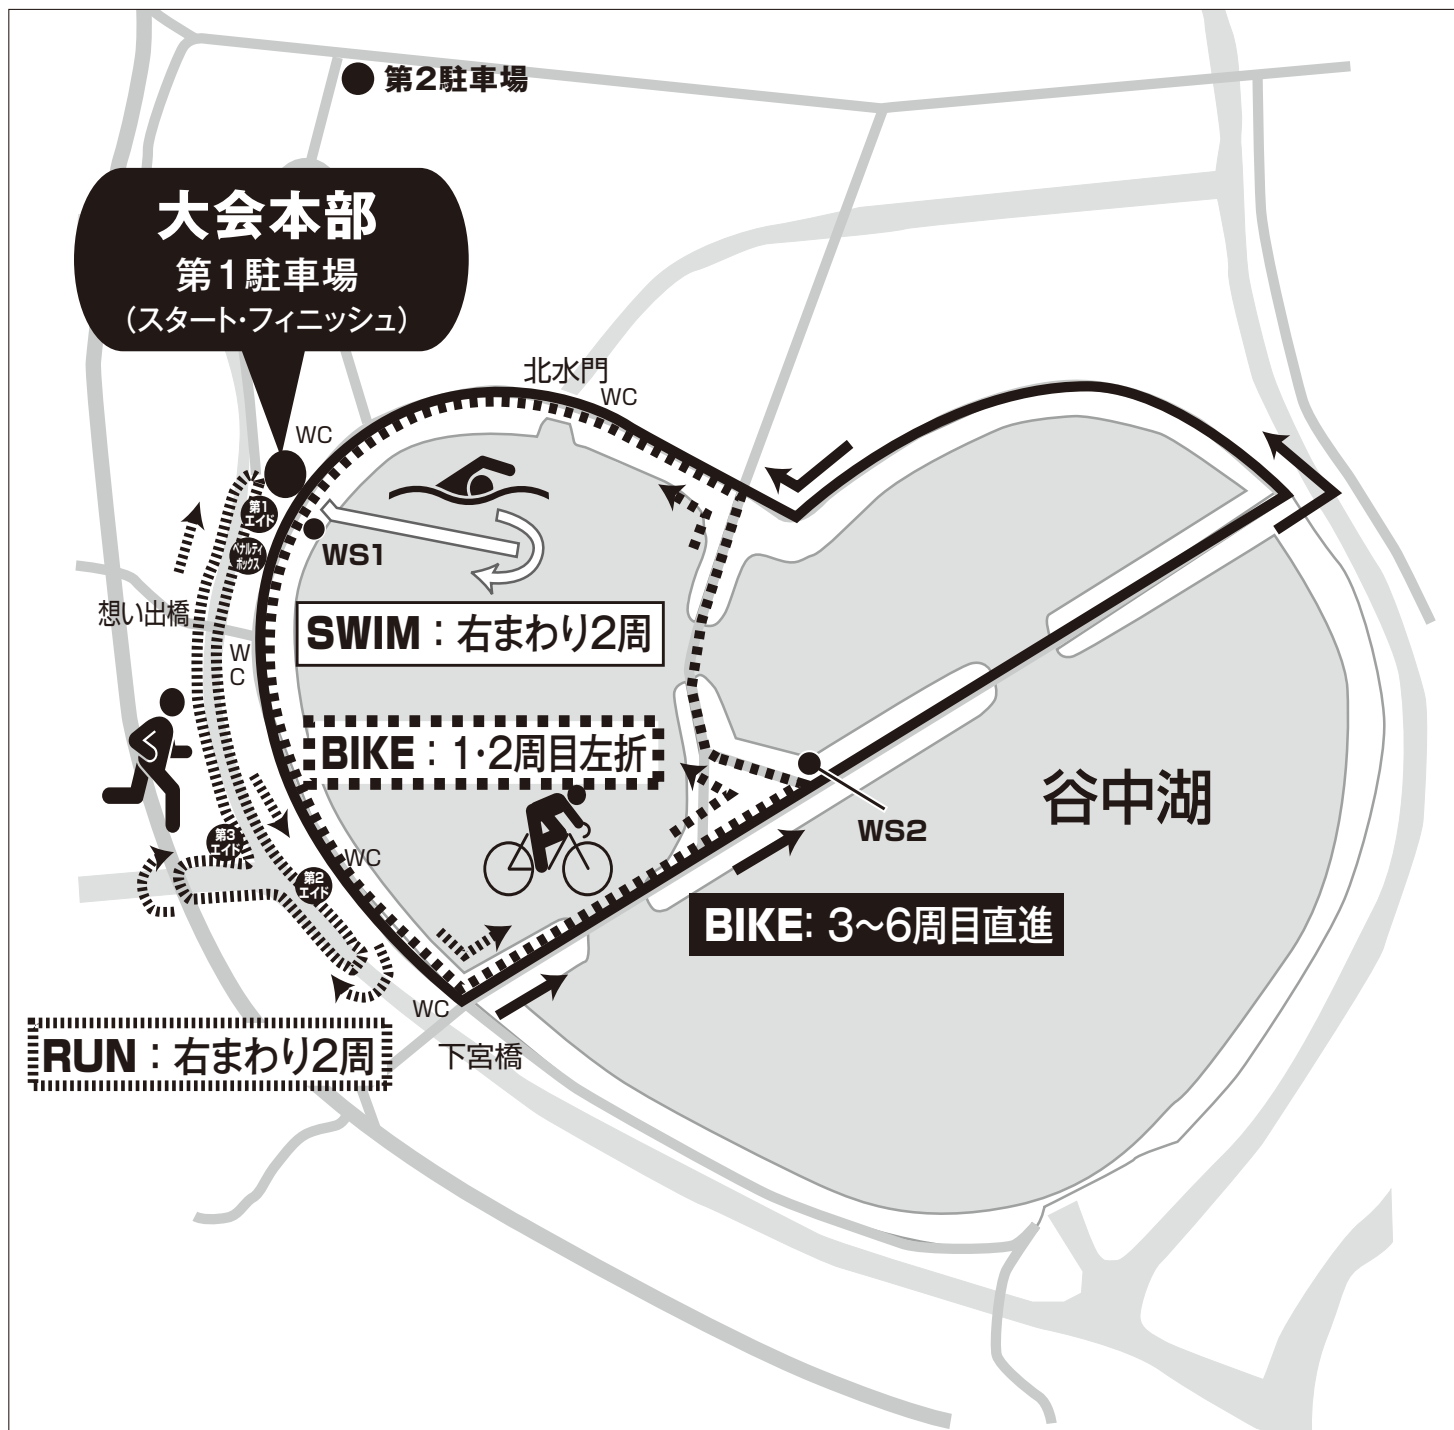 第2駐車場
大会本部
第1駐車場
(スタート・フィニッシュ)
北水門
WC
WC
第1
エイド
ペナルティ
ボックス
WS1
想い出橋
SWIM：右まわり2周
W
C
BIKE：1・2周目左折
谷中湖
WS2
第3
エイド
WC
第2
エイド
BIKE：3〜6周目直進
WC
RUN：右まわり2周
下宮橋